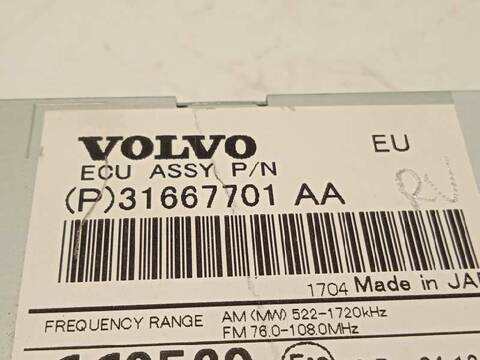 VOLVO EU
ECU ASSY P/N
(P)31667701 AA
1704 Made in JAP
FREQUENCY RANGE AM(MW) 522-1720kHz
FM 76.0-108.0MHz